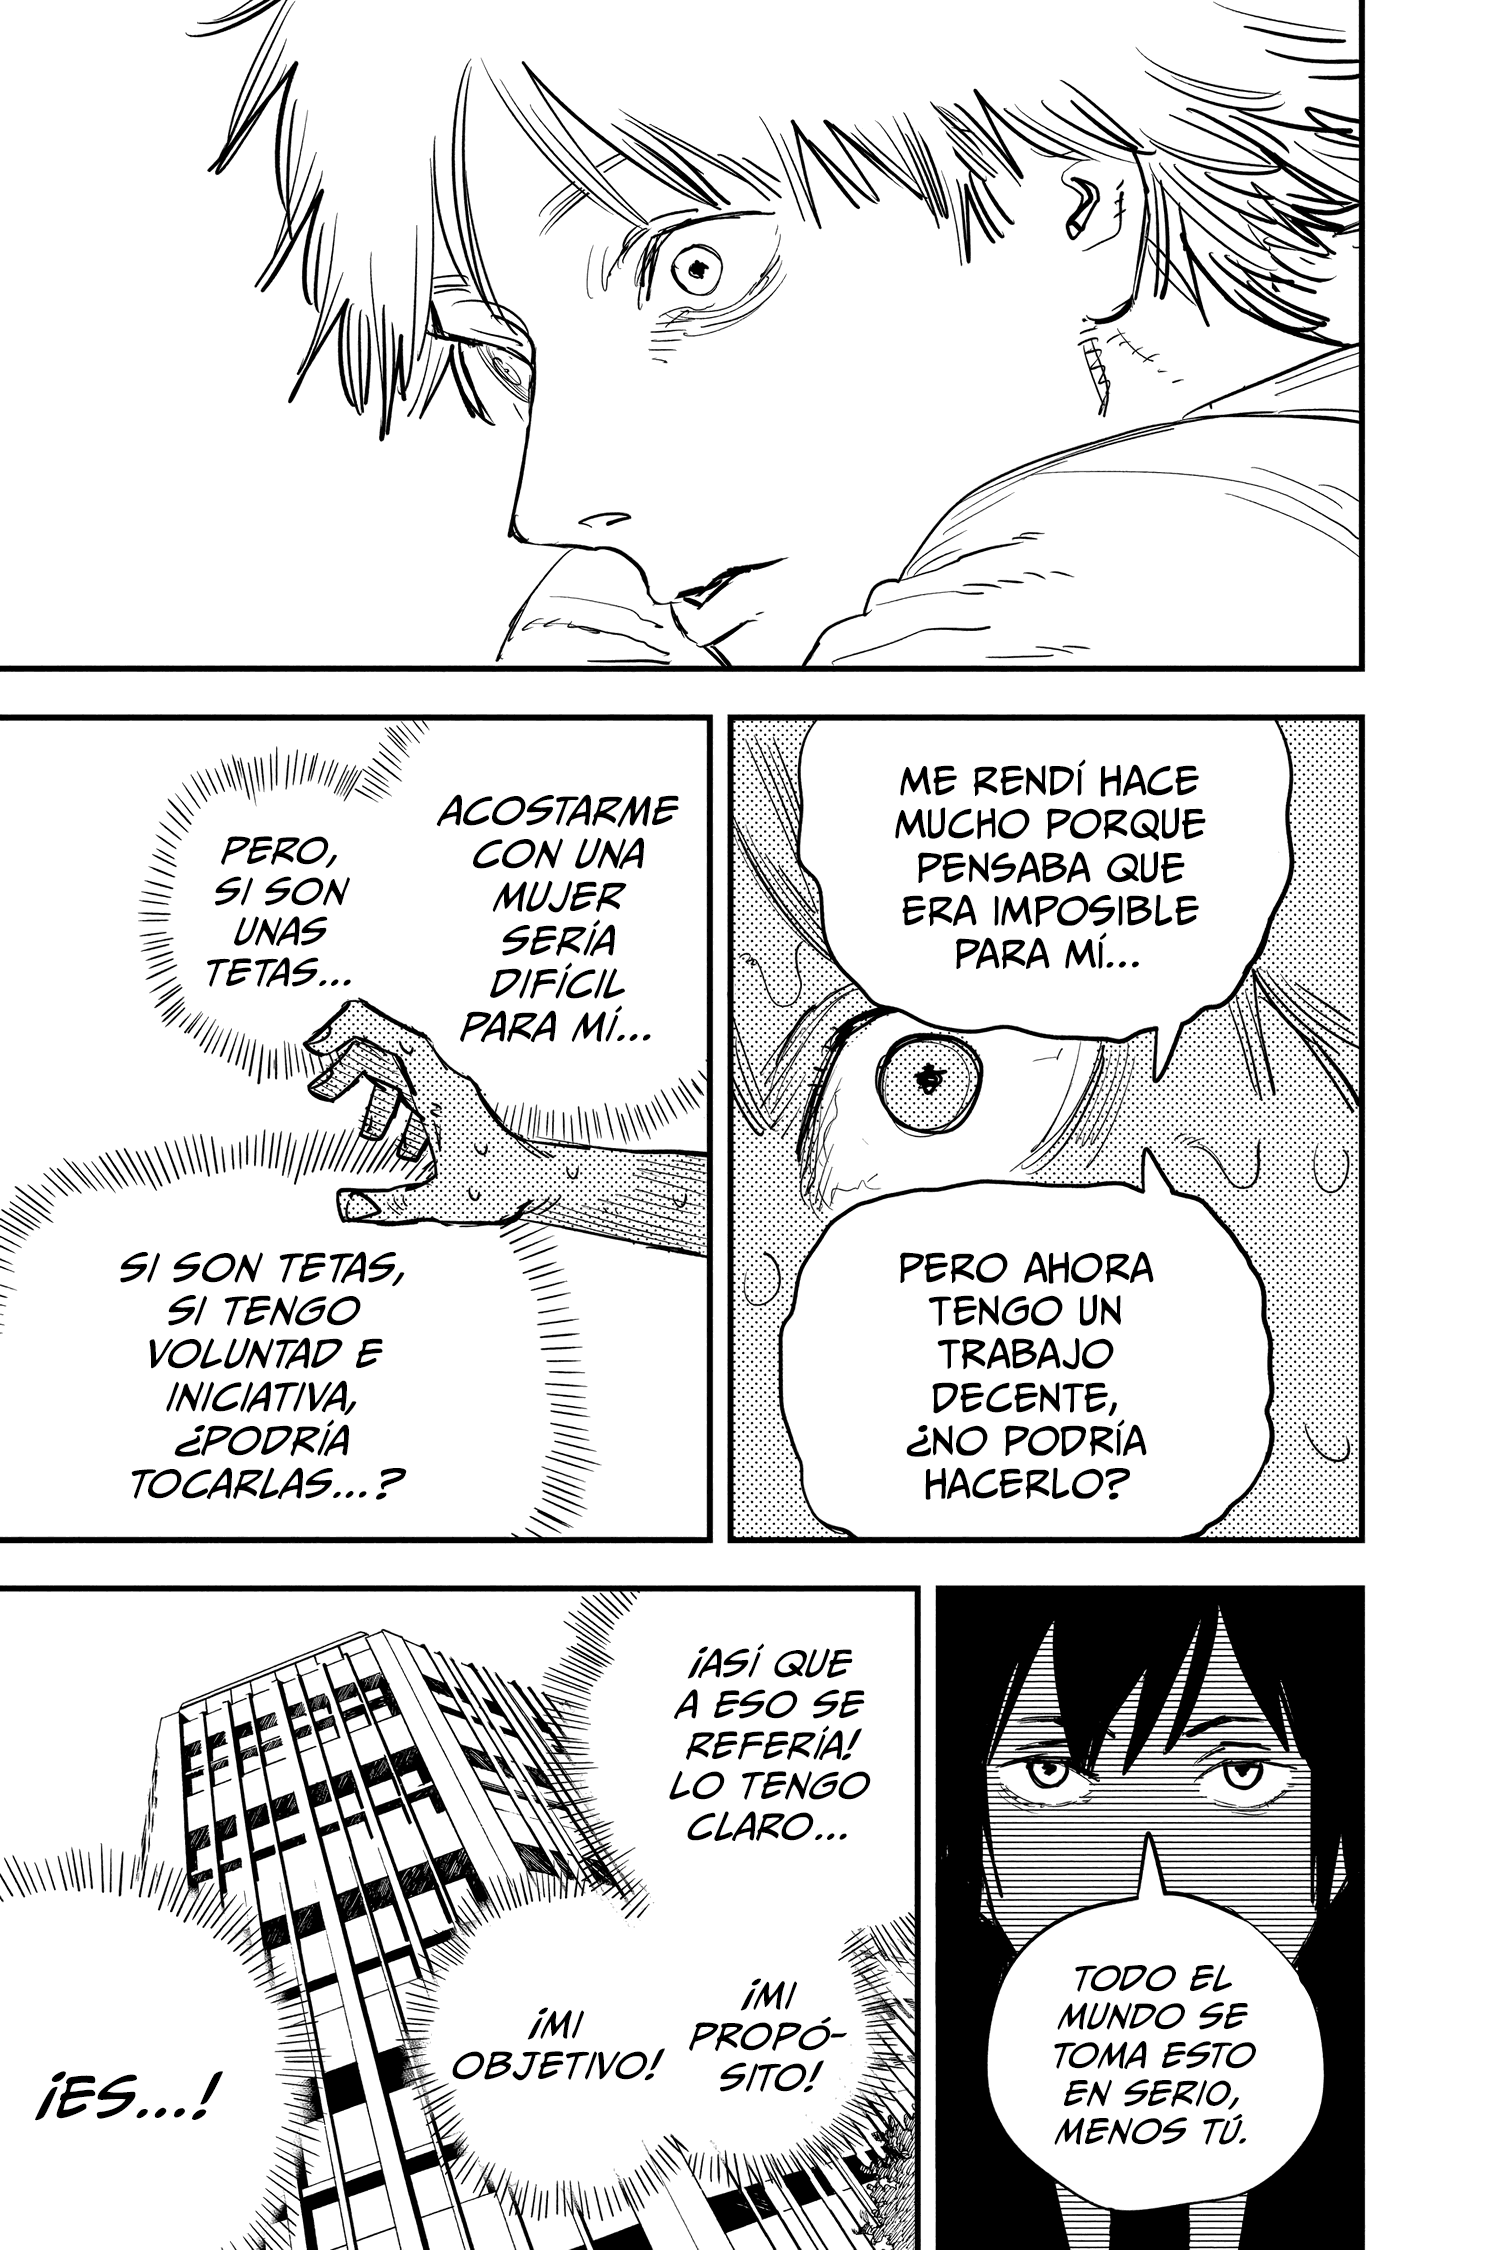 ME RENDÍ HACE
MUCHO PORQUE
PENSABA QUE
ERA IMPOSIBLE
PARA MÍ...
PERO AHORA
TENGO UN
TRABAJO
DECENTE,
¿NO PODRÍA
HACERLO?
ACOSTARME
CON UNA
MUJER
SERÍA
DIFÍCIL
PARA MÍ...
PERO,
SI SON
UNAS
TETAS...
SI SON TETAS,
SI TENGO
VOLUNTAD E
INICIATIVA,
¿PODRÍA
TOCARLAS...?
TODO EL
MUNDO SE
TOMA ESTO
EN SERIO,
MENOS TÚ.
¡ASÍ QUE
A ESO SE
REFERÍA!
LO TENGO
CLARO...
¡MI
PROPÓ-
SITO!
¡MI
OBJETIVO!
¡ES...!